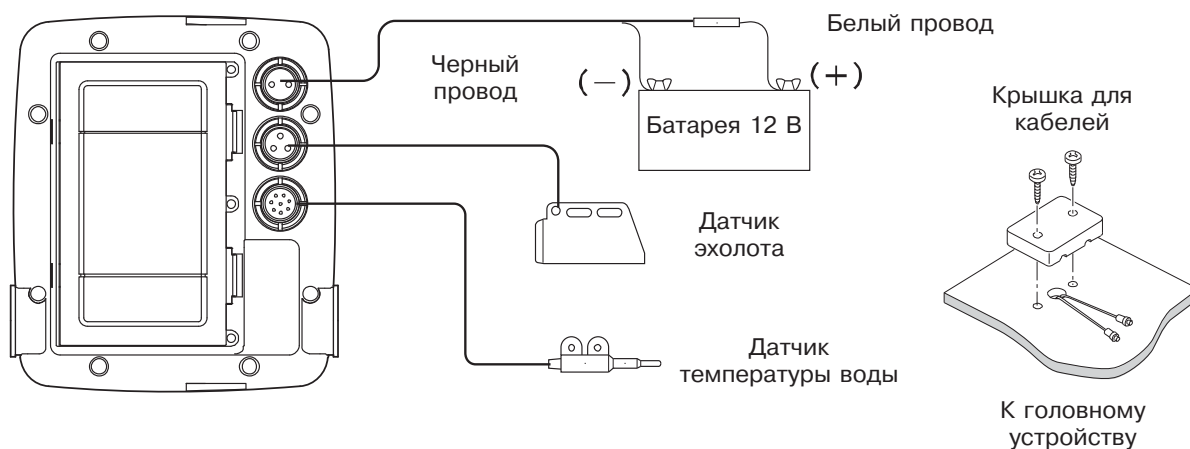 Белый провод
Черный
провод
(−)
(+)
Батарея 12 В
Крышка для
кабелей
Датчик
эхолота
Датчик
температуры воды
К головному
устройству